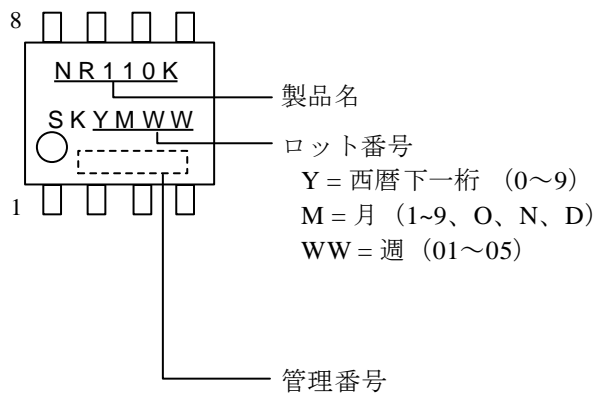 8
NR110K
製品名
SKYMWW
ロット番号
Y = 西暦下一桁 (0～9)
M = 月 (1~9、O、N、D)
WW = 週 (01～05)
1
管理番号